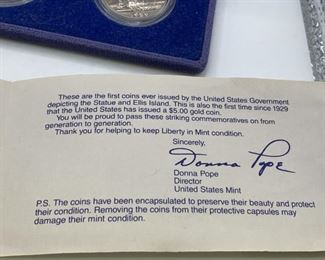 These are the first coins ever issued by the United States Government
depicting the Statue and Ellis Island. This is also the first time since 1929
that the United States has issued a $5.00 gold coin.
You will be proud to pass these striking commemoratives on from
generation to generation.
Thank you for helping to keep Liberty in Mint condition.
Sincerely,
Donna Pope
Donna Pope
Director
United States Mint
P.S. The coins have been encapsulated to preserve their beauty and protect
their condition. Removing the coins from their protective capsules may
damage their mint condition.